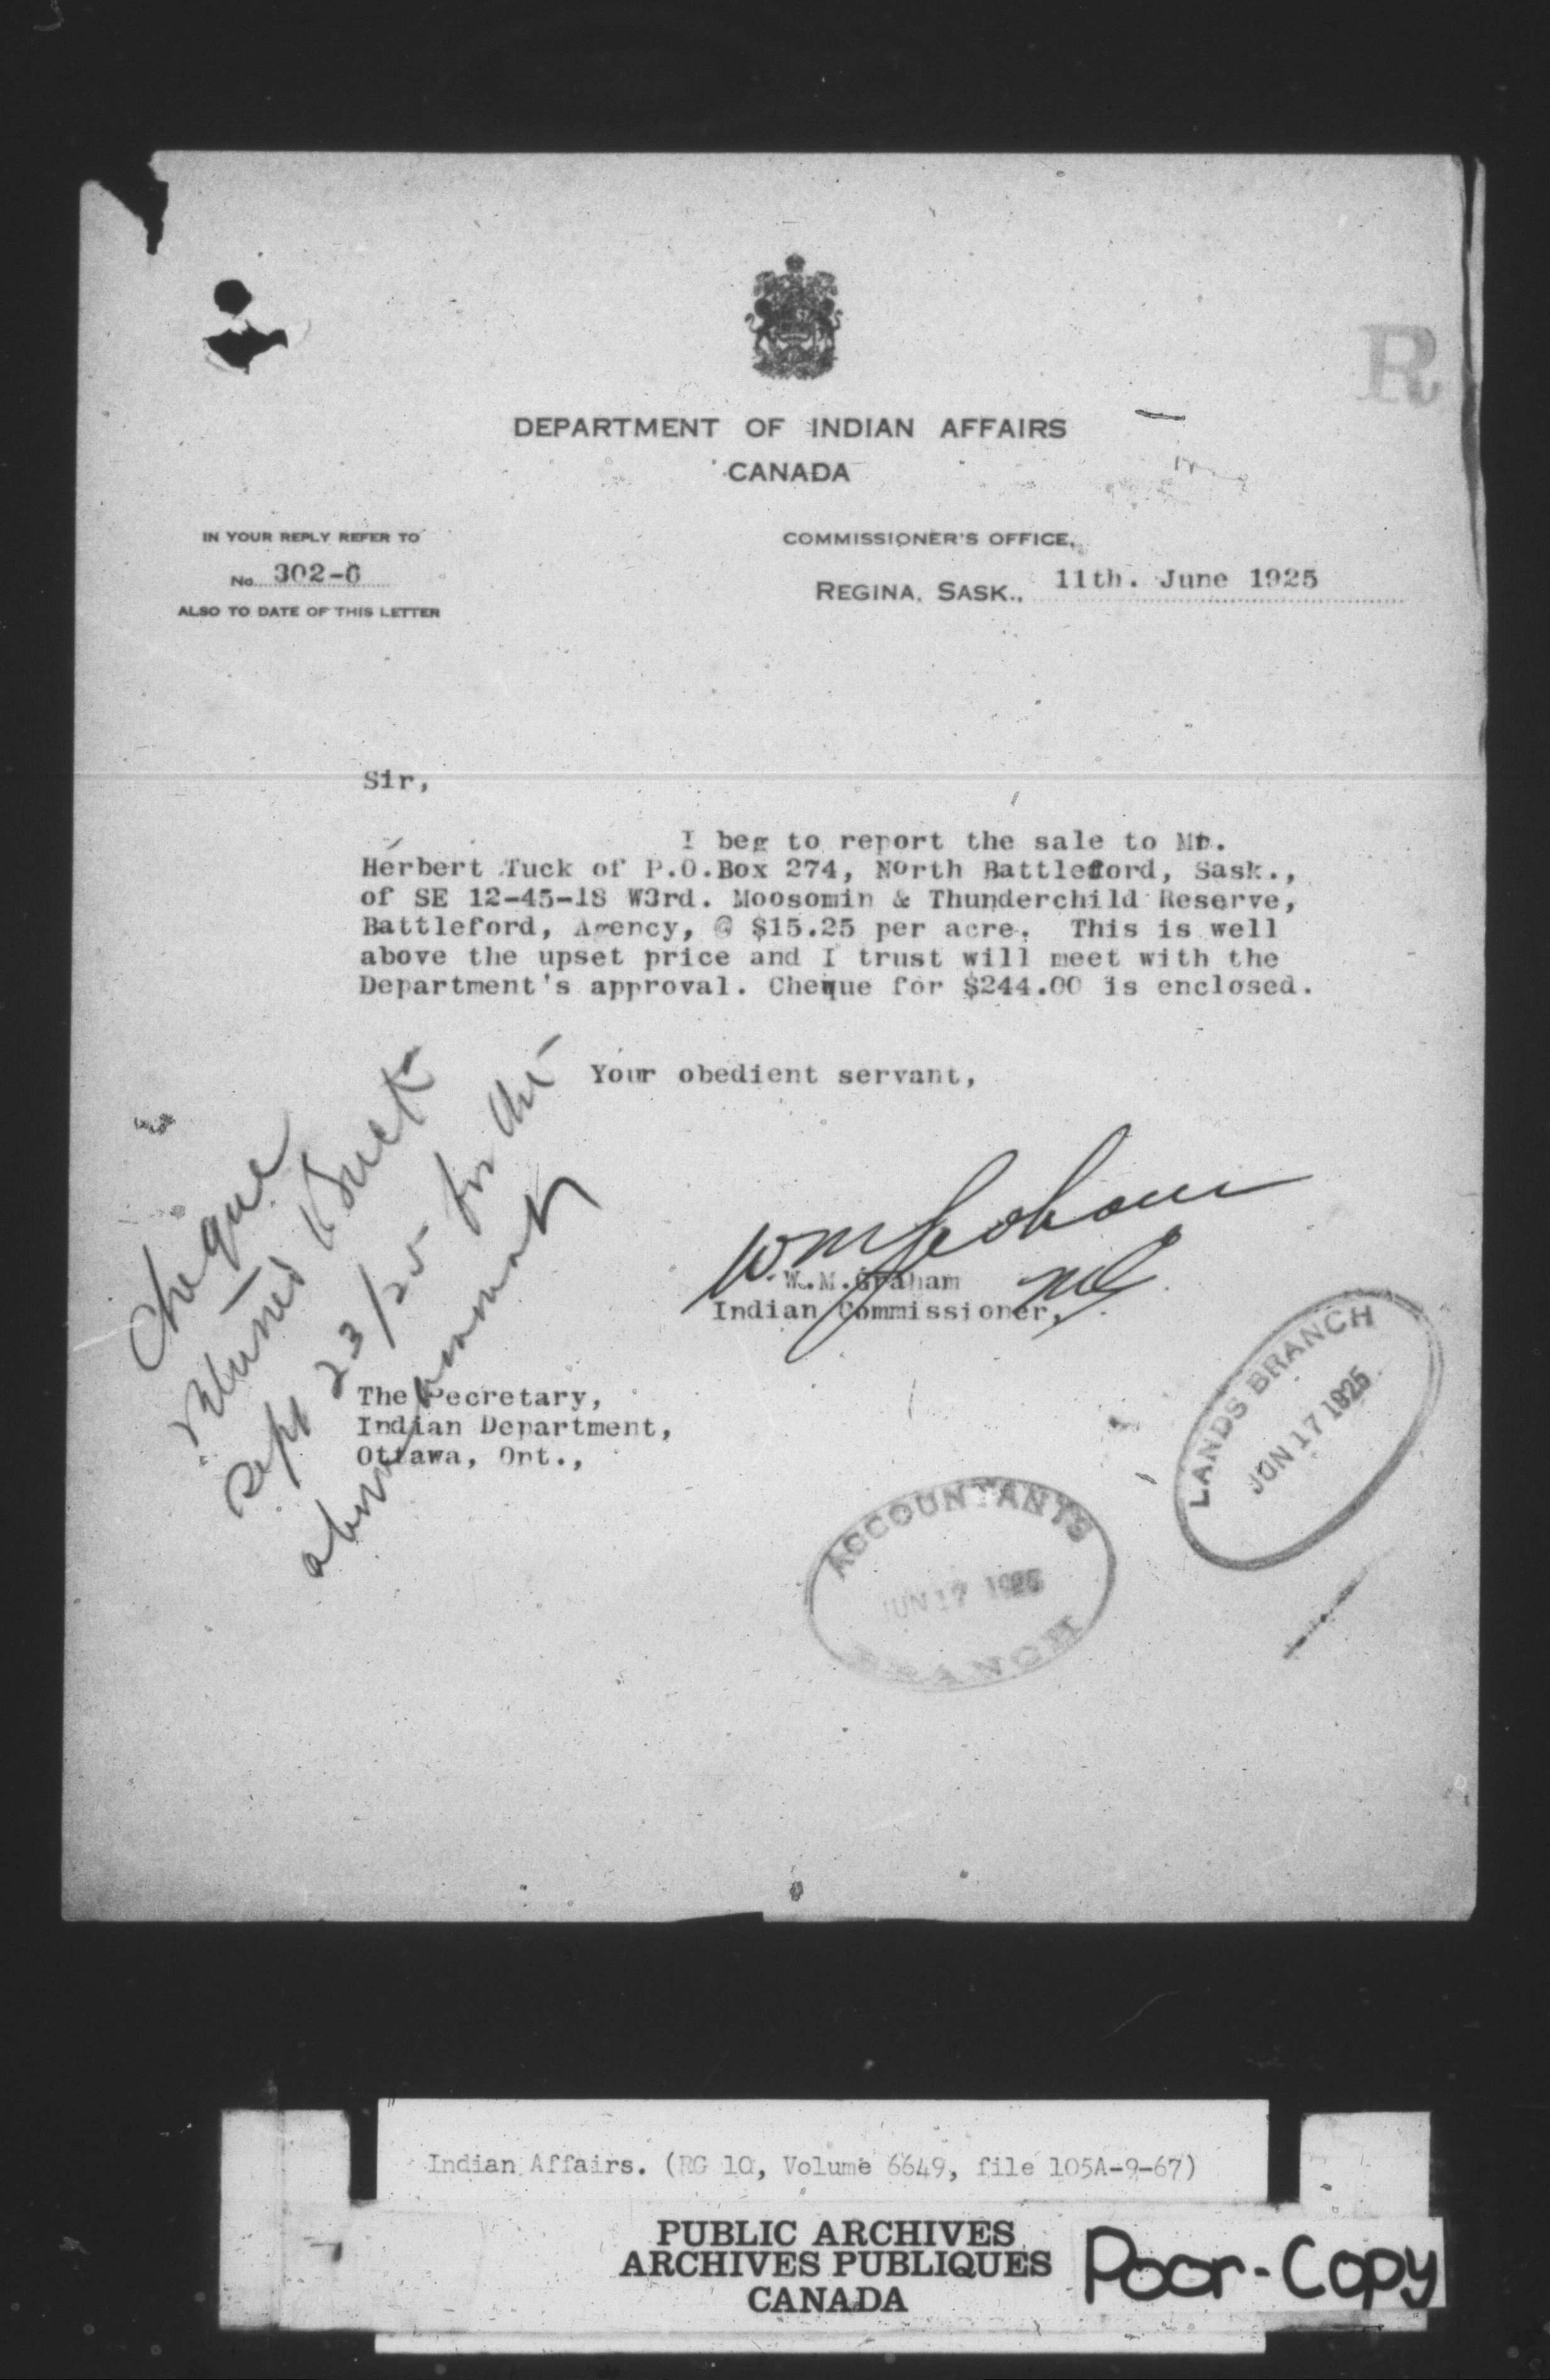 R
DEPARTMENT OF INDIAN AFFAIRS
CANADA
IN YOUR REPLY REFER TO
No. 302-6
ALSO TO DATE OF THIS LETTER
COMMISSIONER'S OFFICE,
REGINA, SASK., 11th. June 1925
Sir,
I beg to report the sale to Mr.
Herbert Tuck of P.O.Box 274, North Battleford, Sask.,
of SE 12-45-18 W3rd. Moosomin & Thunderchild Reserve,
Battleford, Agency, @ $15.25 per acre. This is well
above the upset price and I trust will meet with the
Department's approval. Cheque for $244.00 is enclosed.
Your obedient servant,
W. M. Graham
W.M.Graham
Indian Commissioner,
Cheque
returned to Tuck
Sept 23/25 for the
above amount
The Secretary,
Indian Department,
Ottawa, Ont.,
LANDS BRANCH
JUN 17 1925
ACCOUNTANTS
JUN 17 1925
BRANCH
Indian Affairs. (RG 10, Volume 6649, file 105A-9-67)
PUBLIC ARCHIVES
ARCHIVES PUBLIQUES
CANADA
Poor-Copy